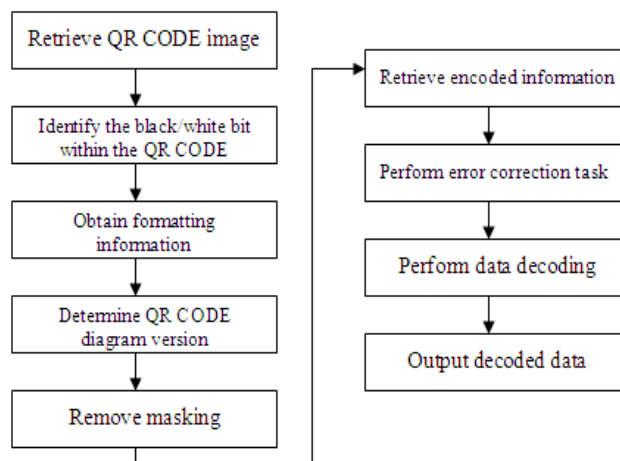 Retrieve QR CODE image
Identify the black/white bit
within the QR CODE
Obtain formatting
information
Determine QR CODE
diagram version
Remove masking
Retrieve encoded information
Perform error correction task
Perform data decoding
Output decoded data